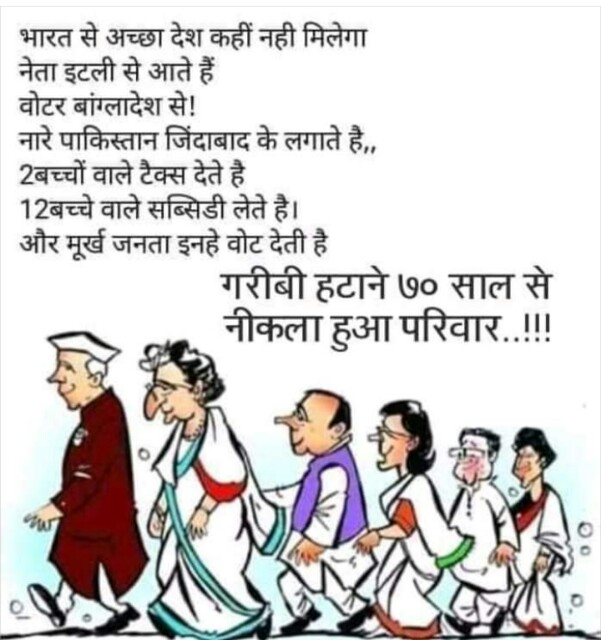 भारत से अच्छा देश कहीं नही मिलेगा
नेता इटली से आते हैं
वोटर बांग्लादेश से!
नारे पाकिस्तान जिंदाबाद के लगाते है,,
2बच्चों वाले टैक्स देते है
12बच्चे वाले सब्सिडी लेते है।
और मूर्ख जनता इनहे वोट देती है
गरीबी हटाने ७० साल से
नीकला हुआ परिवार..!!!